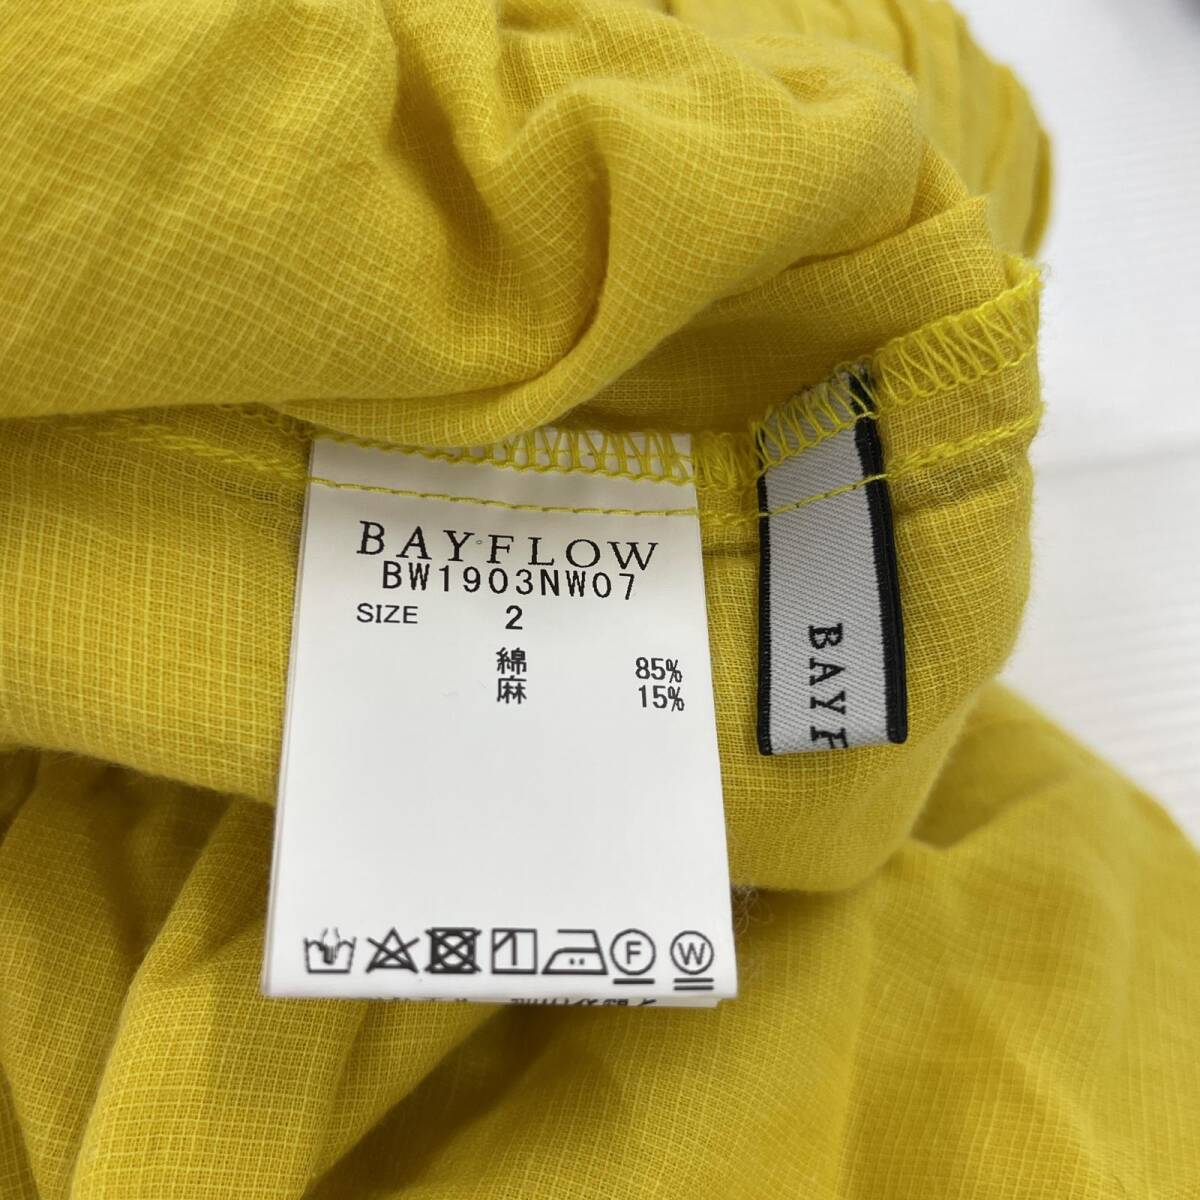 BAYFLOW
BW1903NW07
SIZE 2
綿 85%
麻 15%
F W
BAYF